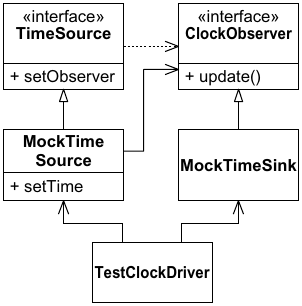 «interface»
TimeSource
+ setObserver
«interface»
ClockObserver
+ update()
MockTime
Source
+ setTime
MockTimeSink
TestClockDriver